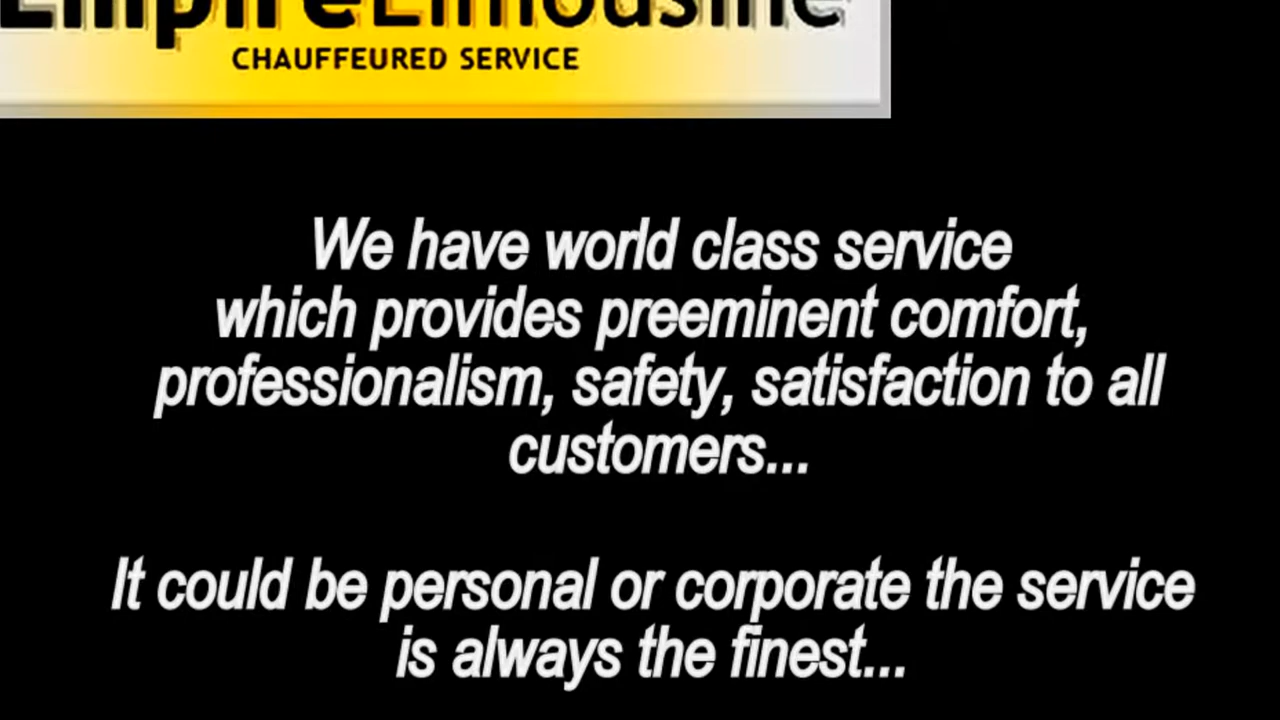 EmpireLimousine
CHAUFFEURED SERVICE
We have world class service
which provides preeminent comfort,
professionalism, safety, satisfaction to all
customers...
It could be personal or corporate the service
is always the finest...